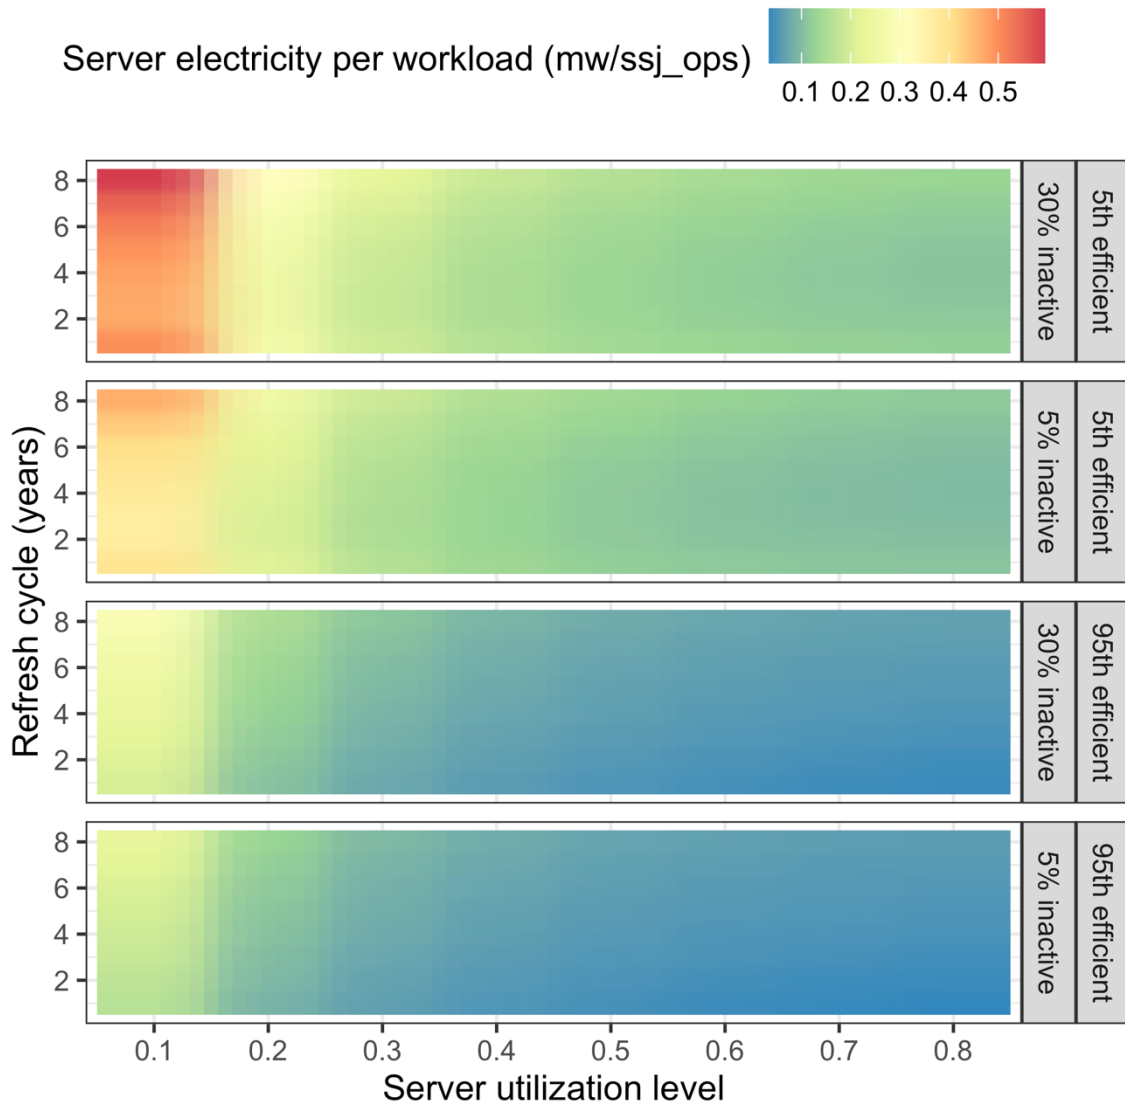 Server electricity per workload (mw/ssj_ops)
0.1 0.2 0.3 0.4 0.5
Refresh cycle (years)
8
6
4
2
30% inactive
5th efficient
8
6
4
2
5% inactive
5th efficient
8
6
4
2
30% inactive
95th efficient
8
6
4
2
5% inactive
95th efficient
0.1 0.2 0.3 0.4 0.5 0.6 0.7 0.8
Server utilization level